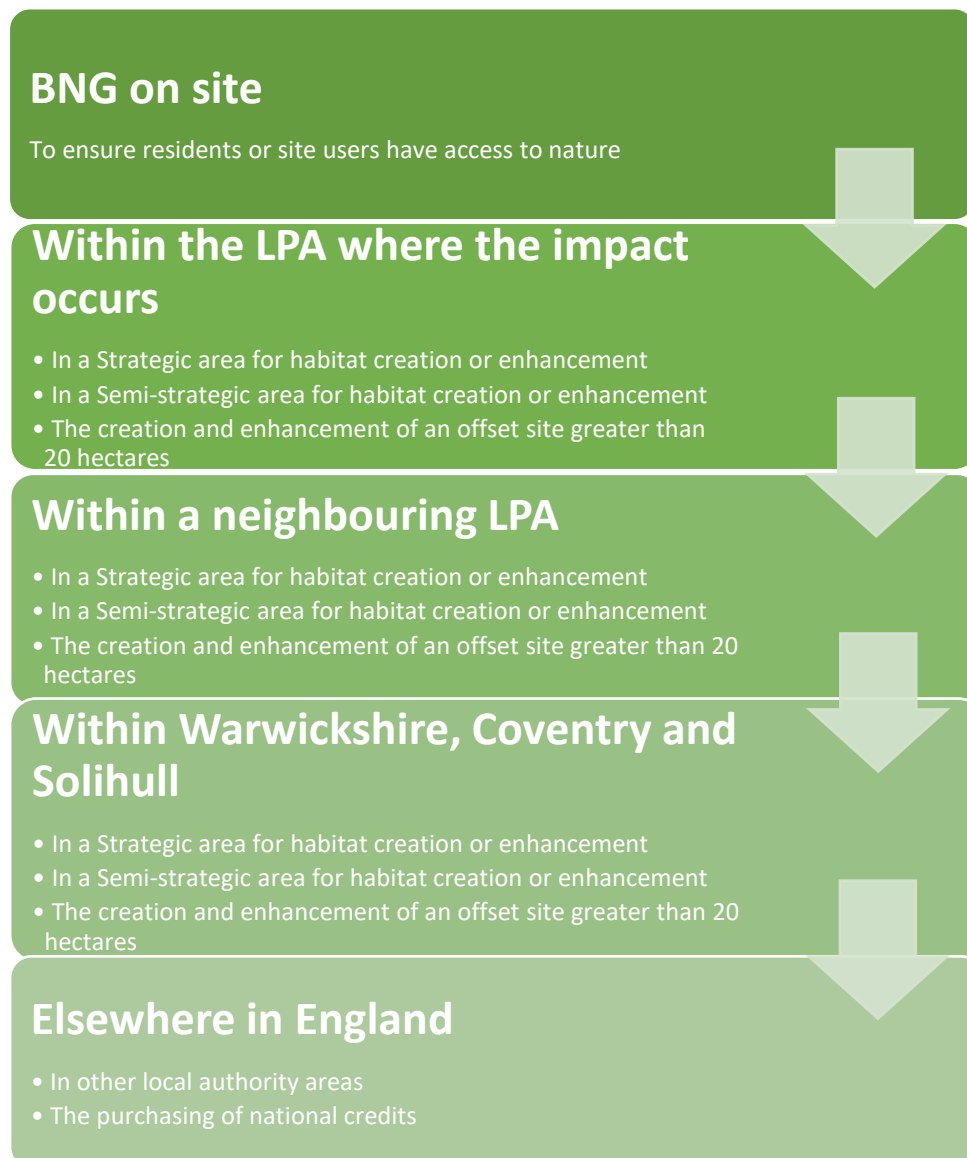 BNG on site
To ensure residents or site users have access to nature
Within the LPA where the impact
occurs
• In a Strategic area for habitat creation or enhancement
• In a Semi-strategic area for habitat creation or enhancement
• The creation and enhancement of an offset site greater than
20 hectares
Within a neighbouring LPA
• In a Strategic area for habitat creation or enhancement
• In a Semi-strategic area for habitat creation or enhancement
• The creation and enhancement of an offset site greater than 20
hectares
Within Warwickshire, Coventry and
Solihull
• In a Strategic area for habitat creation or enhancement
• In a Semi-strategic area for habitat creation or enhancement
• The creation and enhancement of an offset site greater than 20
hectares
Elsewhere in England
• In other local authority areas
• The purchasing of national credits